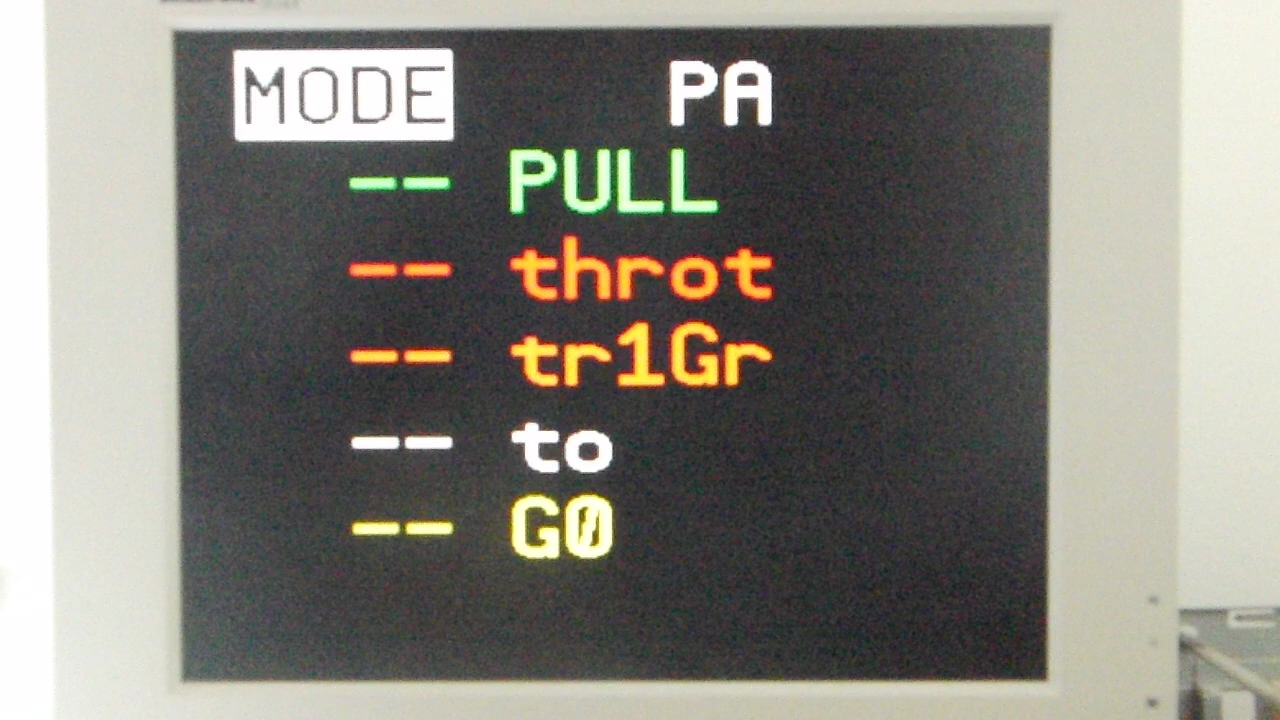 MODE PA
-- PULL
-- throt
-- tr1Gr
-- to
-- G0